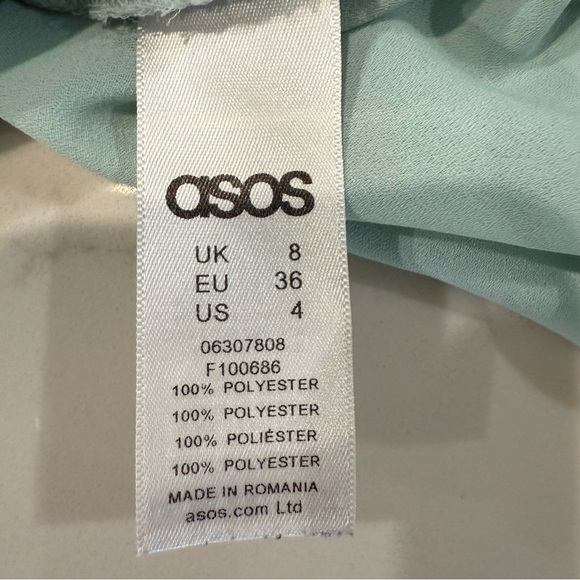 asos
UK 8
EU 36
US 4
06307808
F100686
100% POLYESTER
100% POLYESTER
100% POLIÉSTER
100% POLYESTER
MADE IN ROMANIA
asos.com Ltd